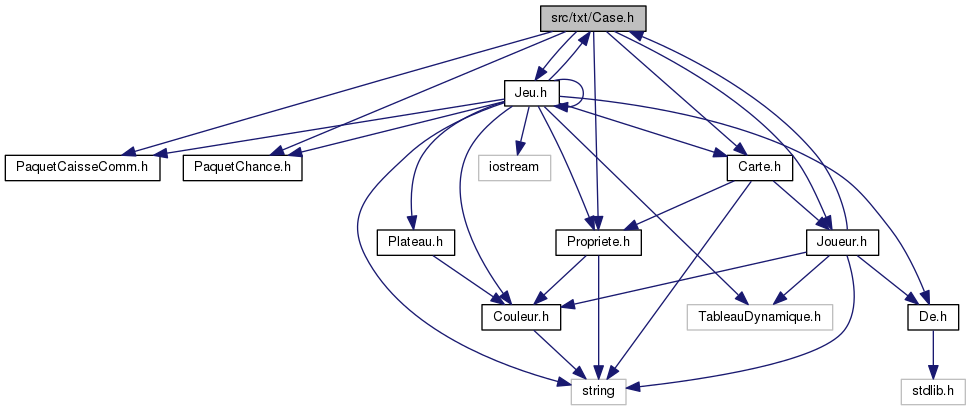 src/txt/Case.h
Jeu.h
PaquetCaisseComm.h
PaquetChance.h
iostream
Carte.h
Plateau.h
Propriete.h
Joueur.h
Couleur.h
TableauDynamique.h
De.h
string
stdlib.h